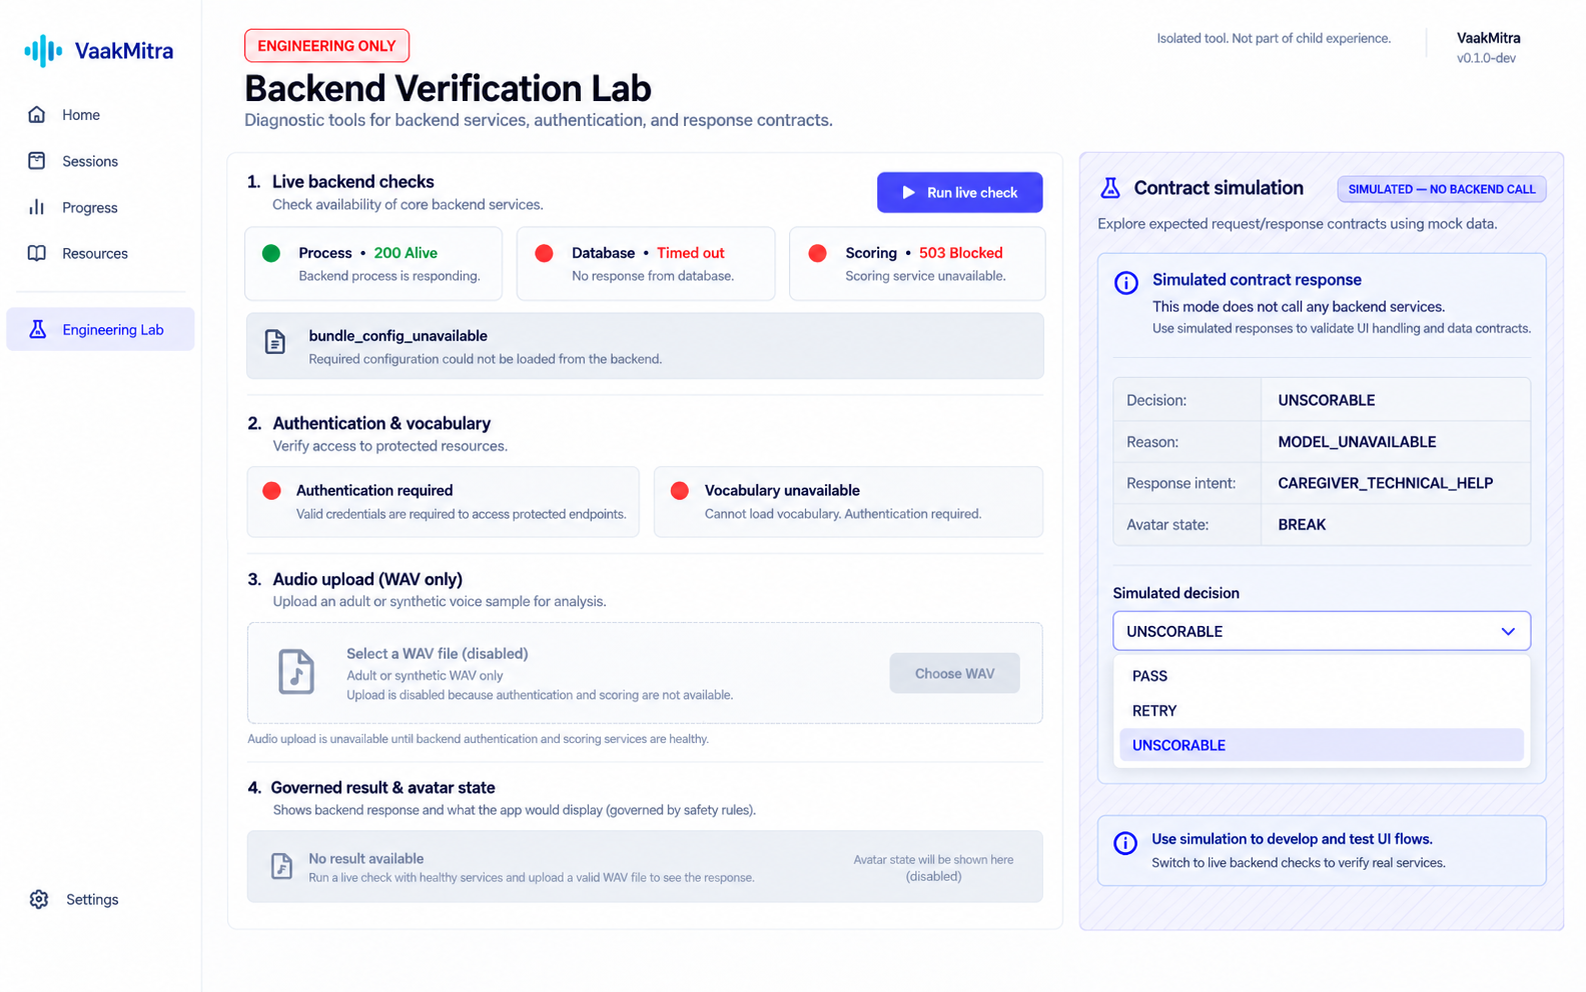 VaakMitra
Home
Sessions
Progress
Resources
Engineering Lab
Settings
ENGINEERING ONLY
Backend Verification Lab
Diagnostic tools for backend services, authentication, and response contracts.
Isolated tool. Not part of child experience.
VaakMitra
v0.1.0-dev
1. Live backend checks
Check availability of core backend services.
Run live check
Process • 200 Alive
Backend process is responding.
Database • Timed out
No response from database.
Scoring • 503 Blocked
Scoring service unavailable.
bundle_config_unavailable
Required configuration could not be loaded from the backend.
2. Authentication & vocabulary
Verify access to protected resources.
Authentication required
Valid credentials are required to access protected endpoints.
Vocabulary unavailable
Cannot load vocabulary. Authentication required.
3. Audio upload (WAV only)
Upload an adult or synthetic voice sample for analysis.
Select a WAV file (disabled)
Adult or synthetic WAV only
Upload is disabled because authentication and scoring are not available.
Choose WAV
Audio upload is unavailable until backend authentication and scoring services are healthy.
4. Governed result & avatar state
Shows backend response and what the app would display (governed by safety rules).
No result available
Run a live check with healthy services and upload a valid WAV file to see the response.
Avatar state will be shown here
(disabled)
Contract simulation
SIMULATED — NO BACKEND CALL
Explore expected request/response contracts using mock data.
Simulated contract response
This mode does not call any backend services.
Use simulated responses to validate UI handling and data contracts.
Decision: UNSCORABLE
Reason: MODEL_UNAVAILABLE
Response intent: CAREGIVER_TECHNICAL_HELP
Avatar state: BREAK
Simulated decision
UNSCORABLE
PASS
RETRY
UNSCORABLE
Use simulation to develop and test UI flows.
Switch to live backend checks to verify real services.